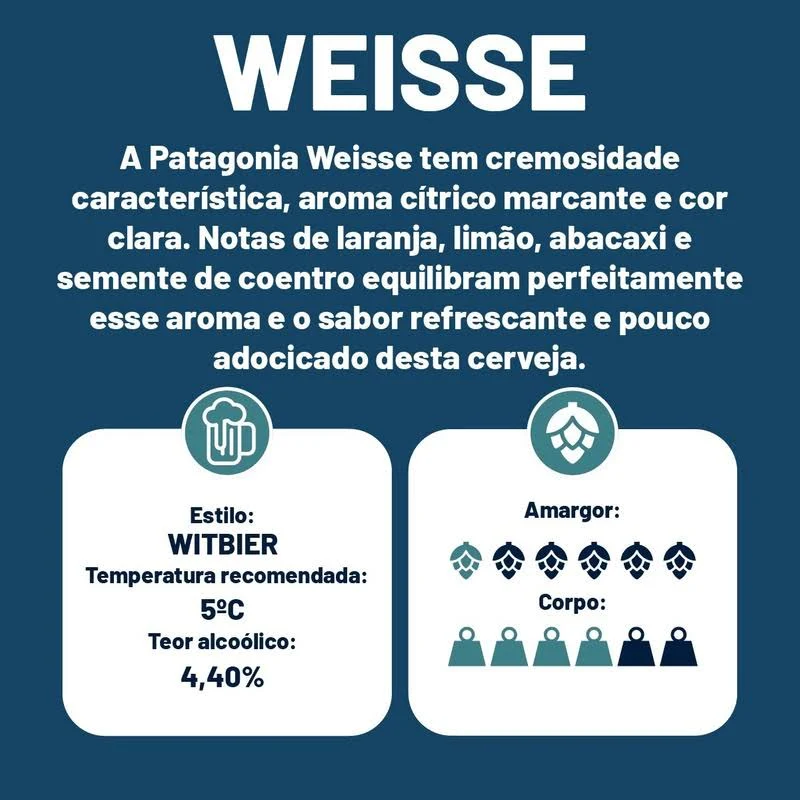 WEISSE
A Patagonia Weisse tem cremosidade
característica, aroma cítrico marcante e cor
clara. Notas de laranja, limão, abacaxi e
semente de coentro equilibram perfeitamente
esse aroma e o sabor refrescante e pouco
adocicado desta cerveja.
Estilo:
WITBIER
Temperatura recomendada:
5ºC
Teor alcoólico:
4,40%
Amargor:
Corpo: